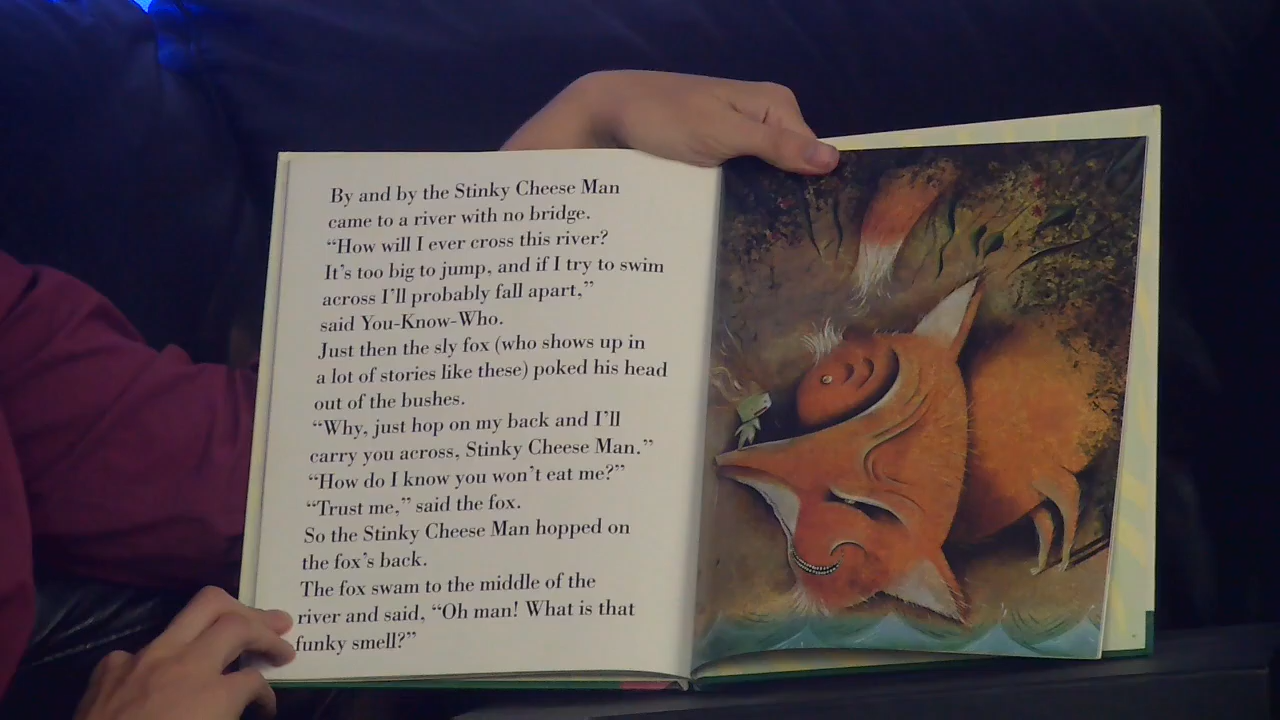 By and by the Stinky Cheese Man
came to a river with no bridge.
“How will I ever cross this river?
It’s too big to jump, and if I try to swim
across I’ll probably fall apart,”
said You-Know-Who.
Just then the sly fox (who shows up in
a lot of stories like these) poked his head
out of the bushes.
“Why, just hop on my back and I’ll
carry you across, Stinky Cheese Man.”
“How do I know you won’t eat me?”
“Trust me,” said the fox.
So the Stinky Cheese Man hopped on
the fox’s back.
The fox swam to the middle of the
river and said, “Oh man! What is that
funky smell?”